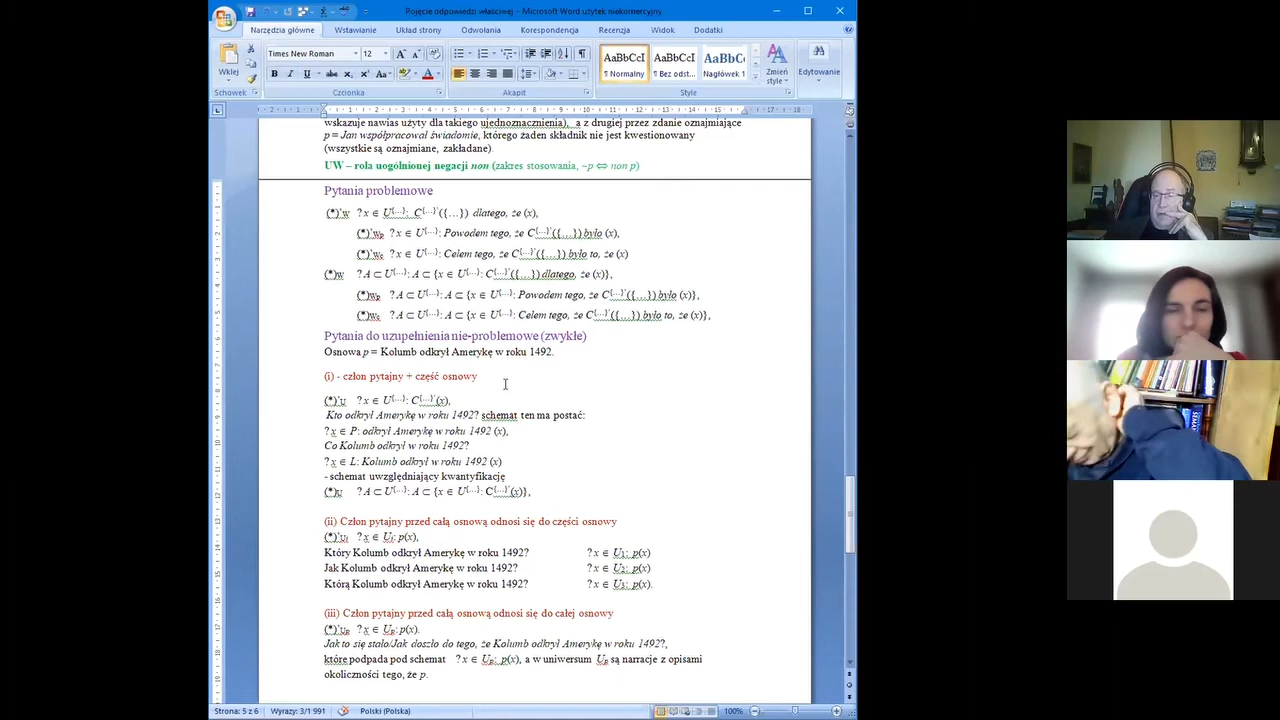 Pojęcie odpowiedzi właściwej – Microsoft Word użytek niekomercyjny
Narzędzia główne Wstawianie Układ strony Odwołania Korespondencja Recenzja Widok Dodatki
Times New Roman 12
AaBbCcI AaBbCcI AaBbC
Wklej
¶ Normalny ¶ Bez odst... Nagłówek 1
Zmień style Edytowanie
Schowek Czcionka Akapit Style
wskazuje nawias użyty dla takiego ujednoznacznienia), a z drugiej przez zdanie oznajmiające
p = Jan współpracował świadomie, którego żaden składnik nie jest kwestionowany
(wszystkie są oznajmiane, zakładane).
UW – rola uogólnionej negacji non (zakres stosowania, ~p ⇔ non p)
Pytania problemowe
(*)'w ? x ∈ U{…}: C{…}'({…}) dlatego, że (x),
(*)'wp ? x ∈ U{…}: Powodem tego, że C{…}'({…}) było (x),
(*)'wc ? x ∈ U{…}: Celem tego, że C{…}'({…}) było to, że (x)
(*)w ? A ⊂ U{…}: A ⊂ {x ∈ U{…}: C{…}'({…}) dlatego, że (x)},
(*)wp ? A ⊂ U{…}: A ⊂ {x ∈ U{…}: Powodem tego, że C{…}'({…}) było (x)},
(*)wc ? A ⊂ U{…}: A ⊂ {x ∈ U{…}: Celem tego, że C{…}'({…}) było to, że (x)},
Pytania do uzupełnienia nie-problemowe (zwykłe)
Osnowa p = Kolumb odkrył Amerykę w roku 1492.
(i) - człon pytajny + część osnowy
(*)'U ? x ∈ U{…}: C{…}'(x),
Kto odkrył Amerykę w roku 1492? schemat ten ma postać:
? x ∈ P: odkrył Amerykę w roku 1492 (x),
Co Kolumb odkrył w roku 1492?
? x ∈ L: Kolumb odkrył w roku 1492 (x)
- schemat uwzględniający kwantyfikację
(*)U ? A ⊂ U{…}: A ⊂ {x ∈ U{…}: C{…}'(x)},
(ii) Człon pytajny przed całą osnową odnosi się do części osnowy
(*)'Ui ? x ∈ Ui: p(x),
Który Kolumb odkrył Amerykę w roku 1492? ? x ∈ U1: p(x)
Jak Kolumb odkrył Amerykę w roku 1492? ? x ∈ U2: p(x)
Którą Kolumb odkrył Amerykę w roku 1492? ? x ∈ U3: p(x).
(iii) Człon pytajny przed całą osnową odnosi się do całej osnowy
(*)'Up ? x ∈ Up: p(x).
Jak to się stało/Jak doszło do tego, że Kolumb odkrył Amerykę w roku 1492?,
które podpada pod schemat ? x ∈ Up: p(x), a w uniwersum Up są narracje z opisami
okoliczności tego, że p.
Strona: 5 z 6 Wyrazy: 3/1 991 Polski (Polska) 100%